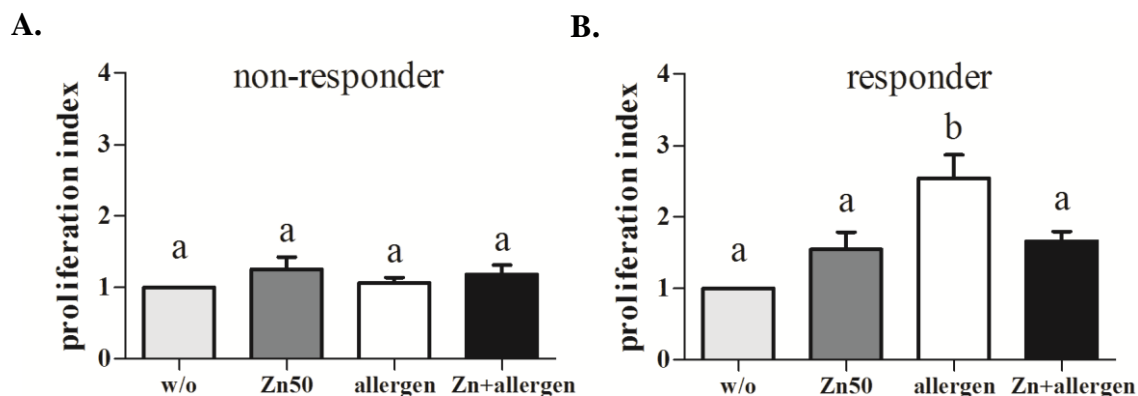 A.
non-responder
proliferation index
4
3
2
1
0
a
a
a
a
w/o
Zn50
allergen
Zn+allergen
B.
responder
proliferation index
4
3
2
1
0
a
a
b
a
w/o
Zn50
allergen
Zn+allergen